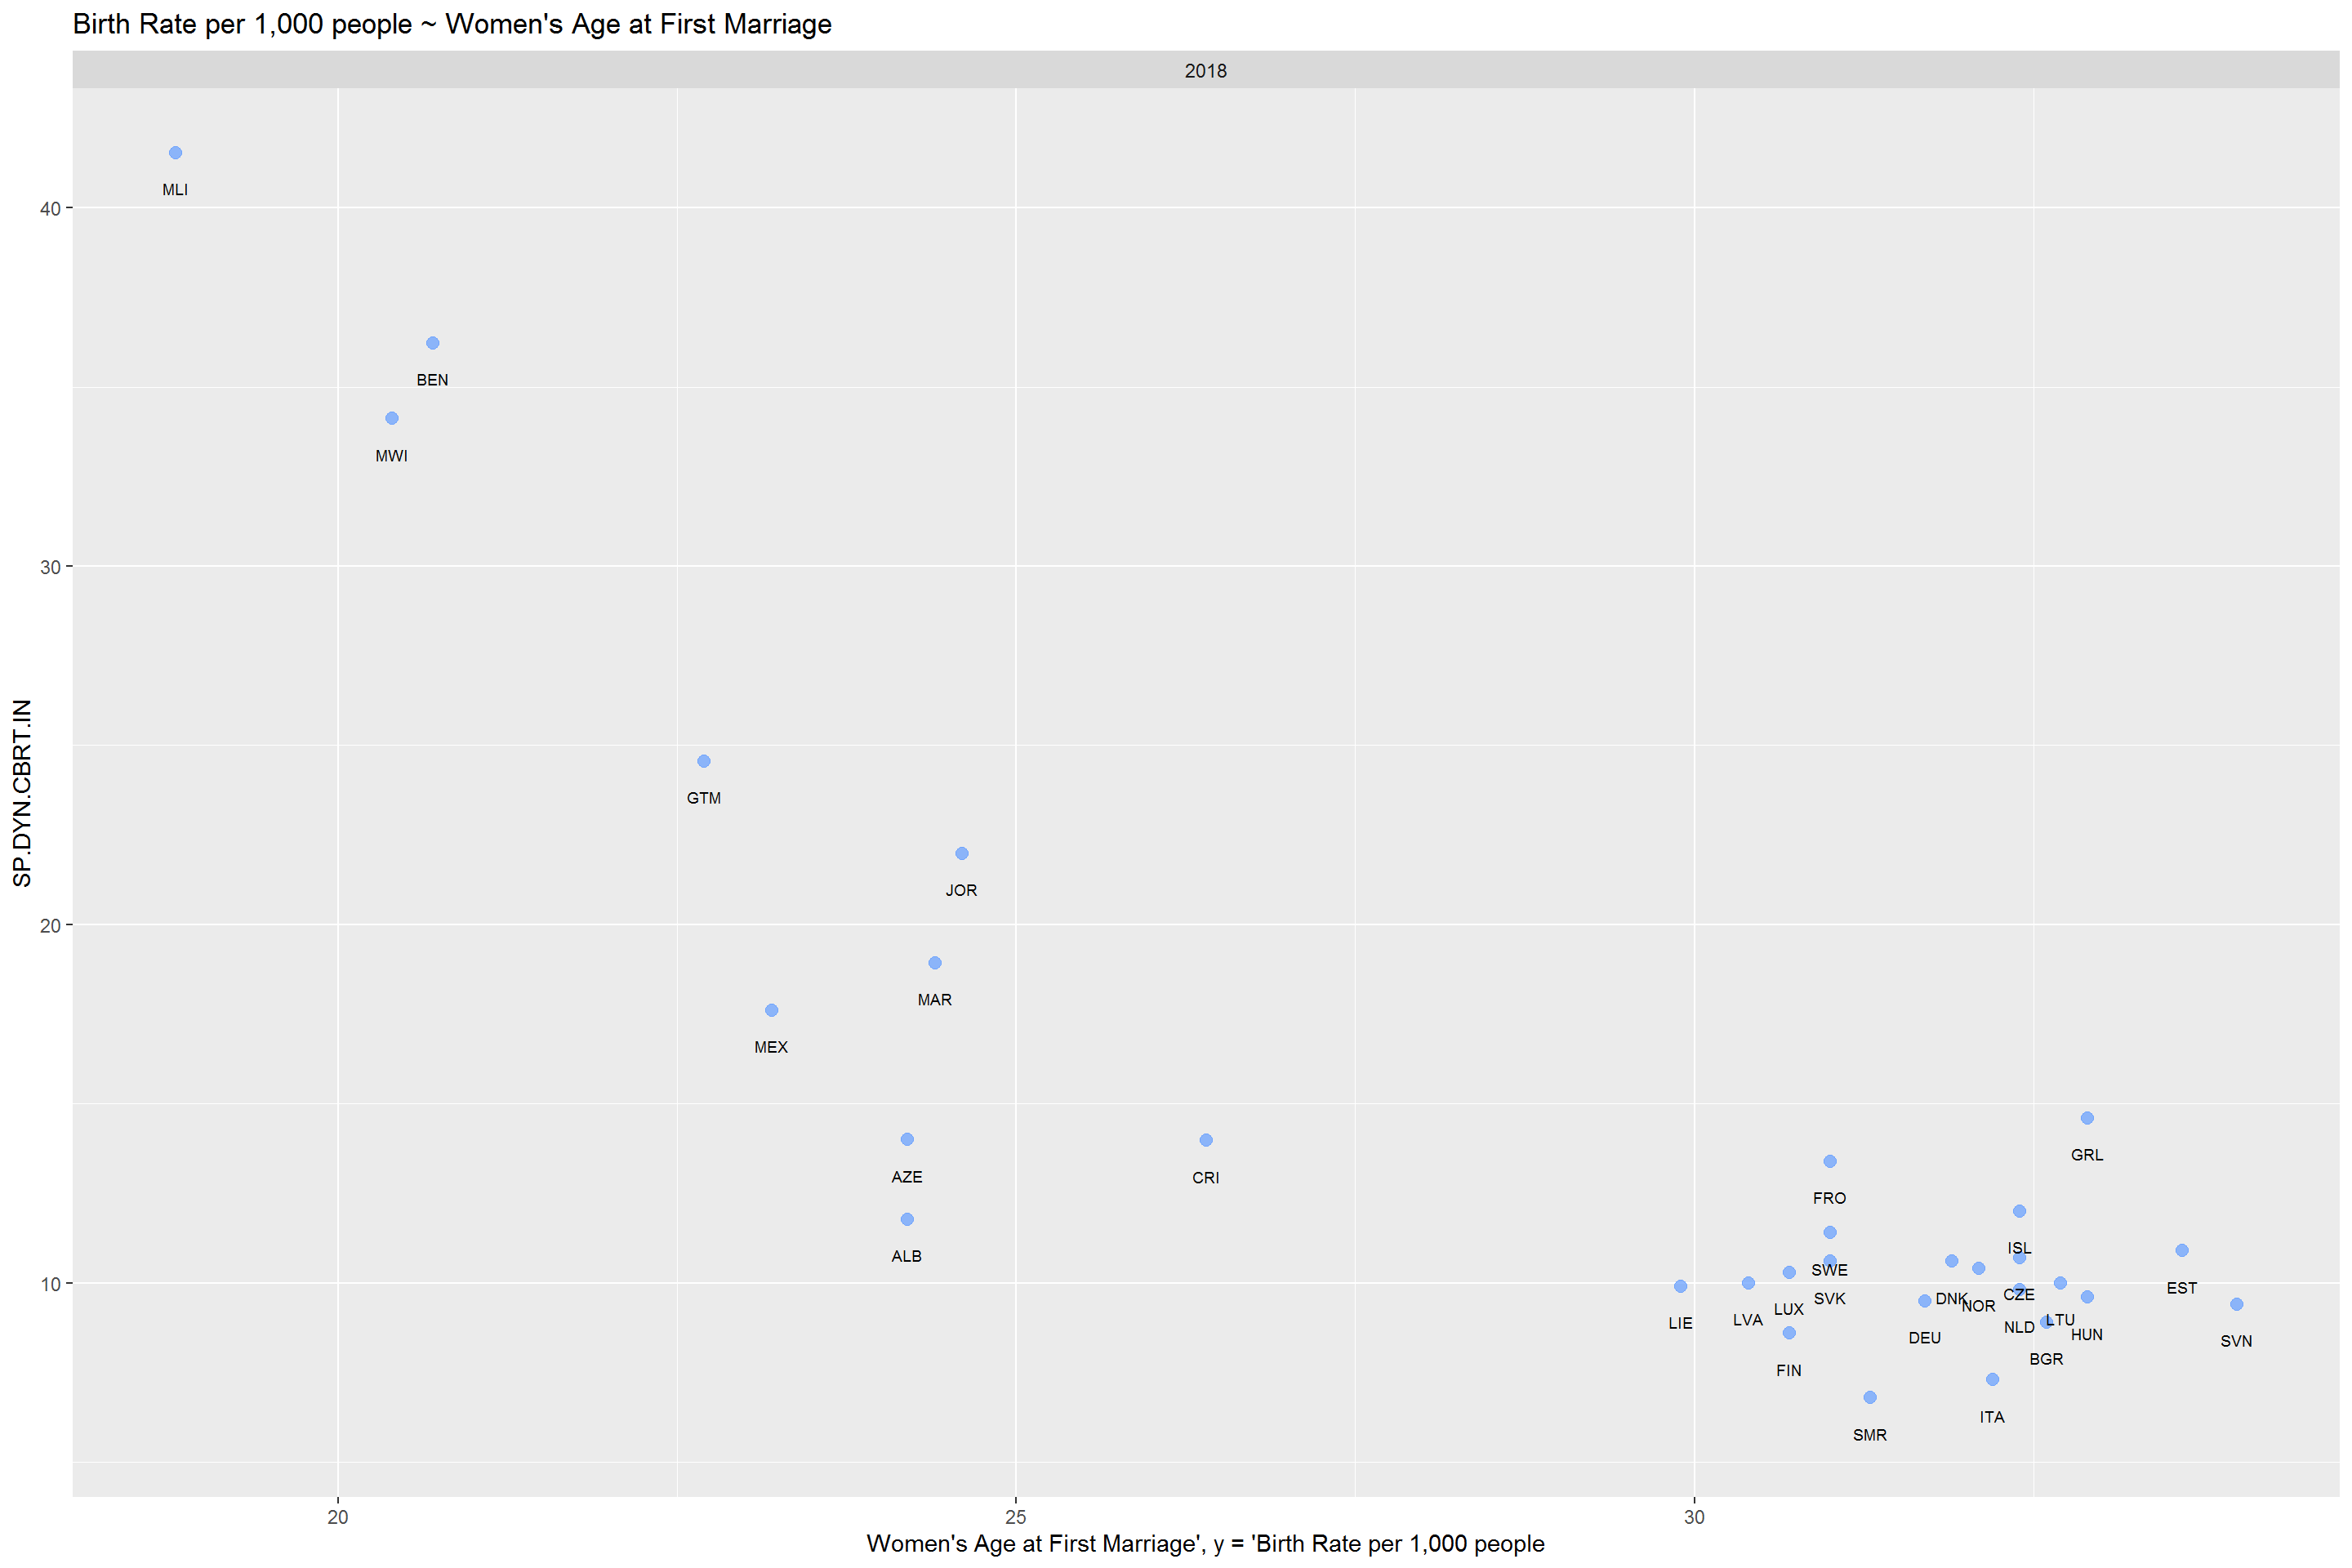 Birth Rate per 1,000 people ~ Women's Age at First Marriage
2018
SP.DYN.CBRT.IN
40
30
20
10
MLI
BEN
MWI
GTM
JOR
MAR
MEX
GRL
AZE
CRI
FRO
ISL
ALB
SWE
EST
CZE
SVK
DNK
NOR
LUX
LVA
LTU
LIE
NLD
HUN
DEU
SVN
BGR
FIN
ITA
SMR
20
25
30
Women's Age at First Marriage', y = 'Birth Rate per 1,000 people